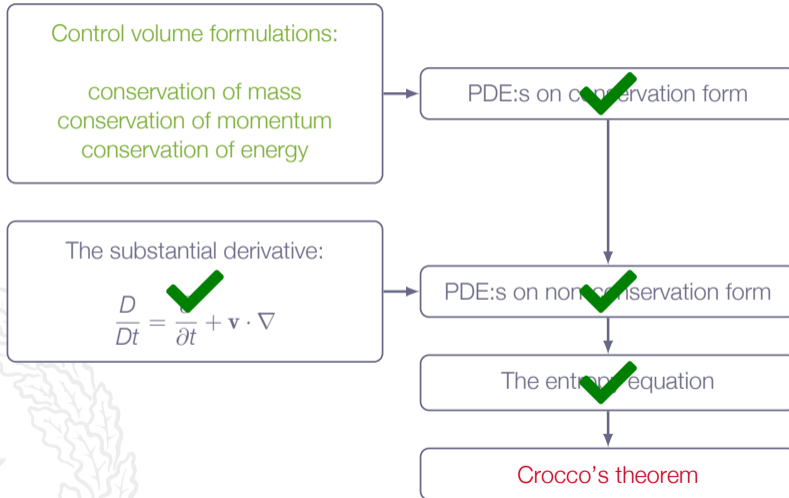 Control volume formulations:
conservation of mass
conservation of momentum
conservation of energy
PDE:s on form
The substantial derivative:
D/Dt = /∂t + v · ∇
PDE:s on form
The equation
Crocco's theorem